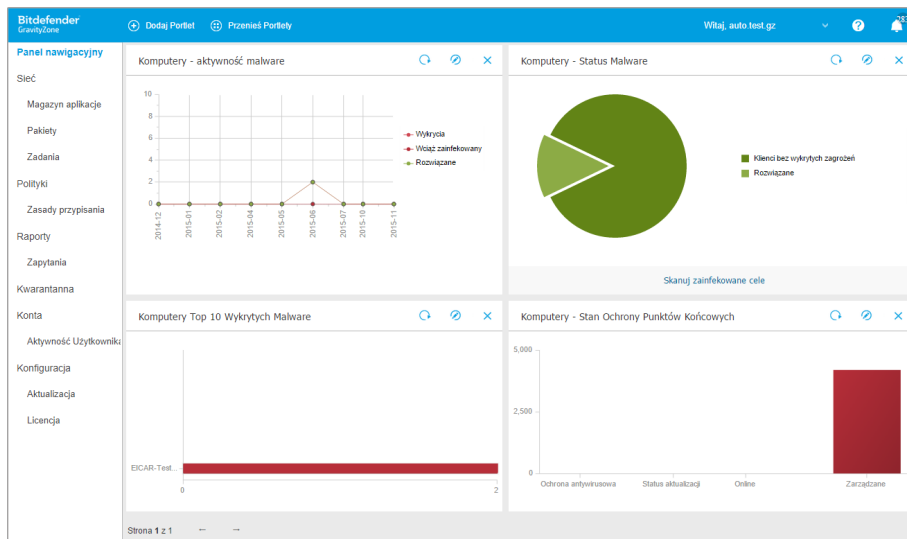 Bitdefender
GravityZone
Dodaj Portlet
Przenieś Portlety
Witaj, auto.test.gz
Panel nawigacyjny
Sieć
Magazyn aplikacje
Pakiety
Zadania
Polityki
Zasady przypisania
Raporty
Zapytania
Kwarantanna
Konta
Aktywność Użytkownika
Konfiguracja
Aktualizacja
Licencja
Komputery - aktywność malware
10
8
6
4
2
0
2014-12
2015-01
2015-02
2015-04
2015-05
2015-06
2015-07
2015-10
2015-11
Wykrycia
Wciąż zainfekowany
Rozwiązane
Komputery - Status Malware
Klienci bez wykrytych zagrożeń
Rozwiązane
Skanuj zainfekowane cele
Komputery Top 10 Wykrytych Malware
EICAR-Test...
0
2
Komputery - Stan Ochrony Punktów Końcowych
5,000
2,500
0
Ochrona antywirusowa
Status aktualizacji
Online
Zarządzane
Strona 1 z 1